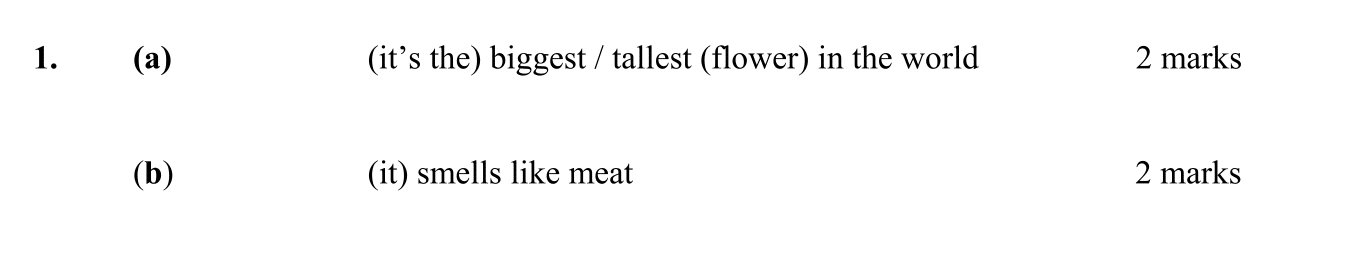 1. (a) (it’s the) biggest / tallest (flower) in the world 2 marks
(b) (it) smells like meat 2 marks